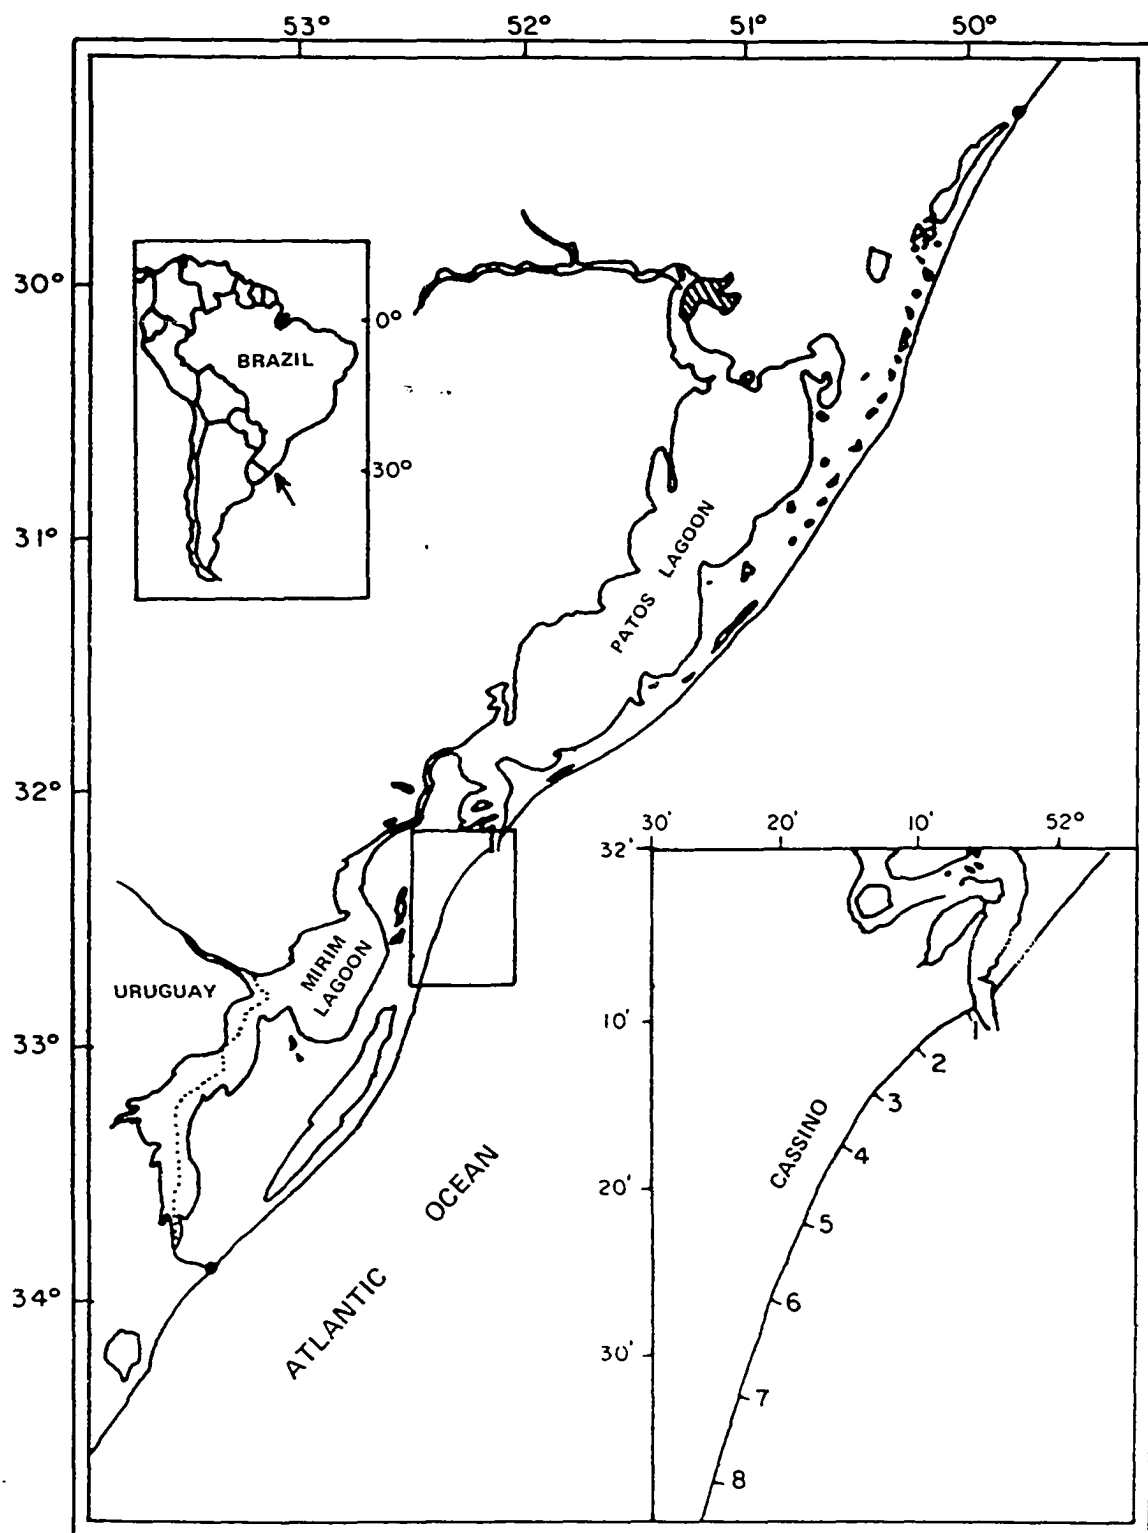 53° 52° 51° 50°
30°
0°
BRAZIL
30°
31°
PATOS LAGOON
32°
30' 20' 10' 52°
32'
MIRIM
LAGOON
URUGUAY
10'
1
33°
2
3
CASSINO
4
OCEAN
20'
5
ATLANTIC
34°
6
30'
7
8